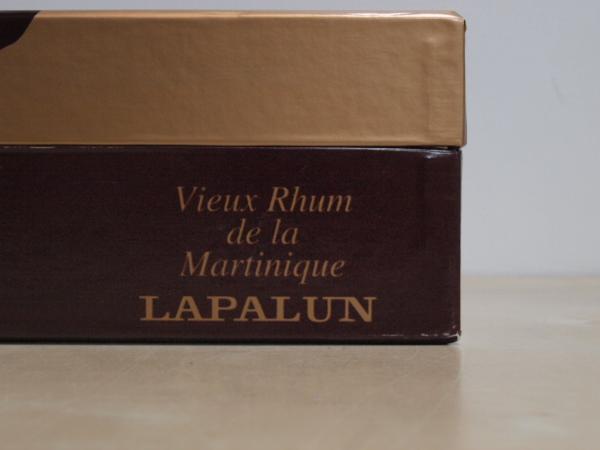 Vieux Rhum
de la
Martinique
LAPALUN